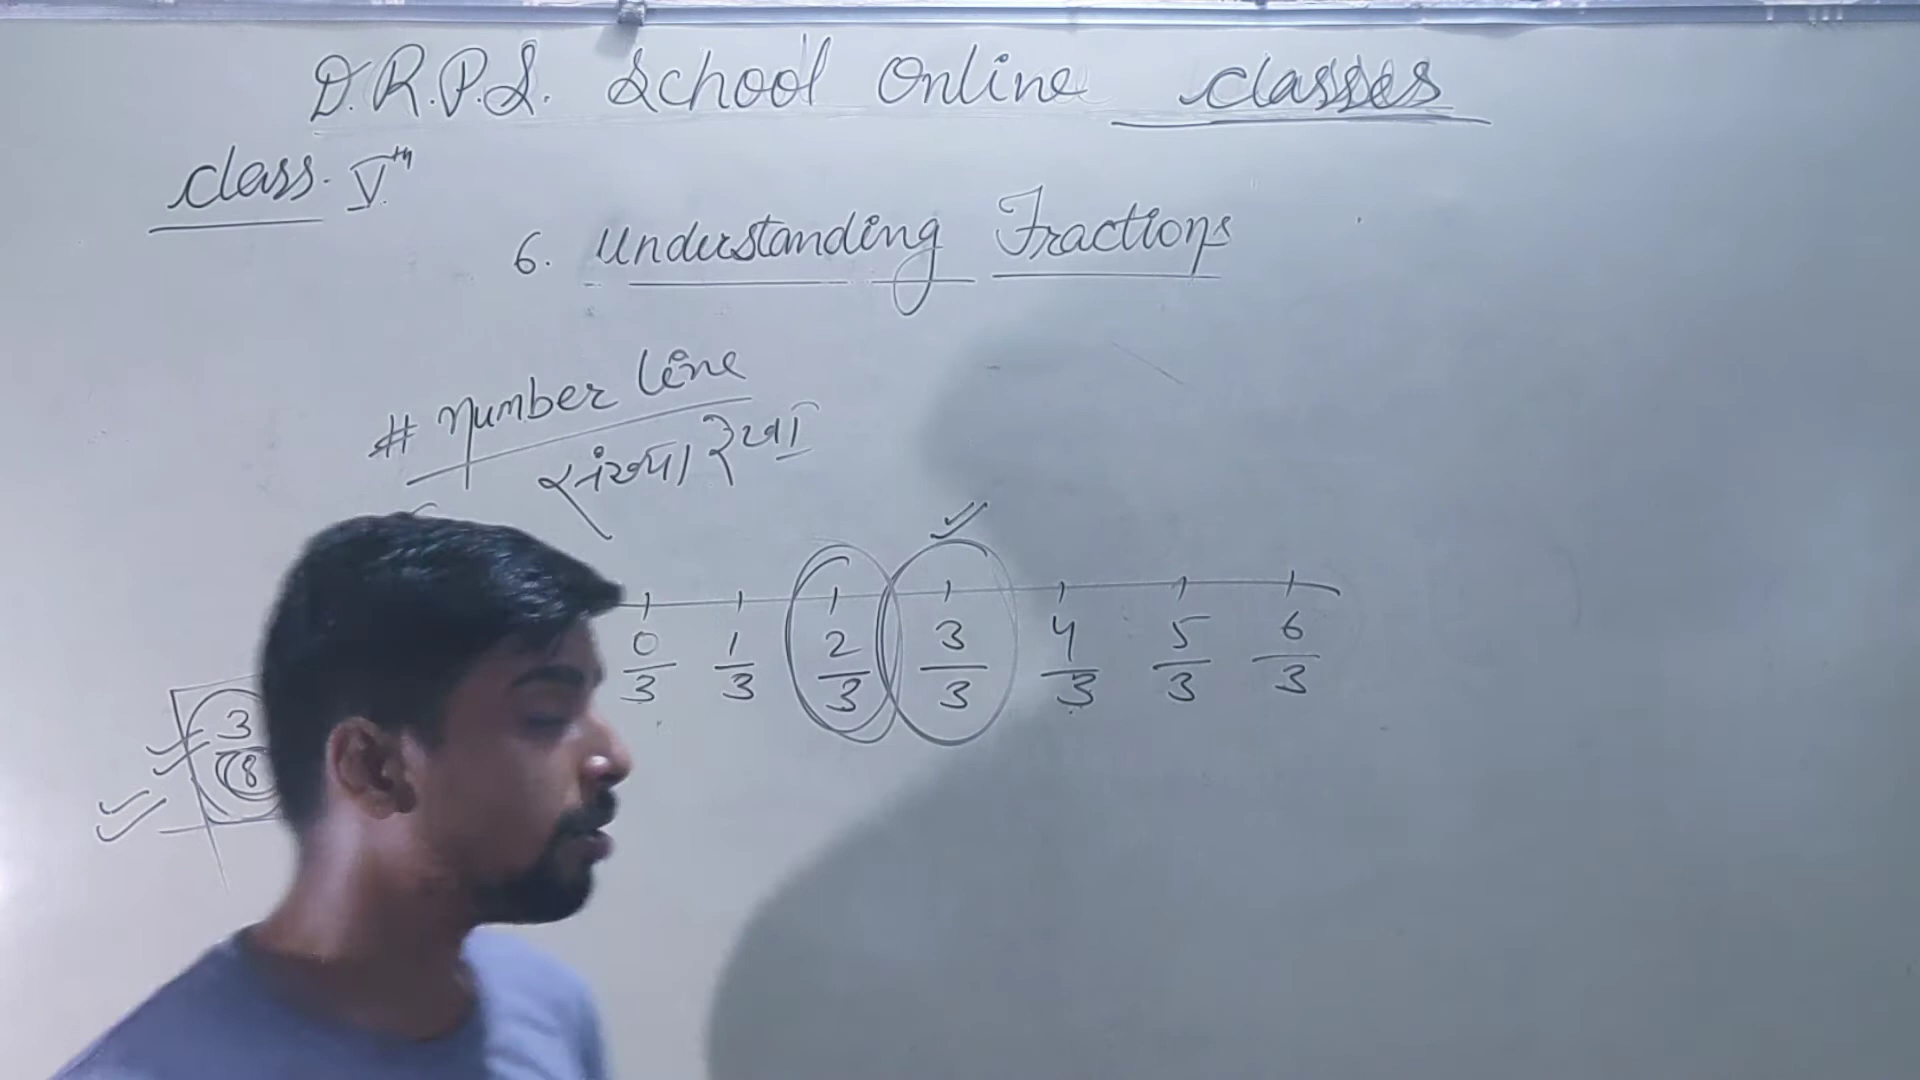 D.R.P.S. School Online classes
class. Vth
6. Understanding Fractions
# number line
संख्या रेखा
0/3 1/3 2/3 3/3 4/3 5/3 6/3
3
8